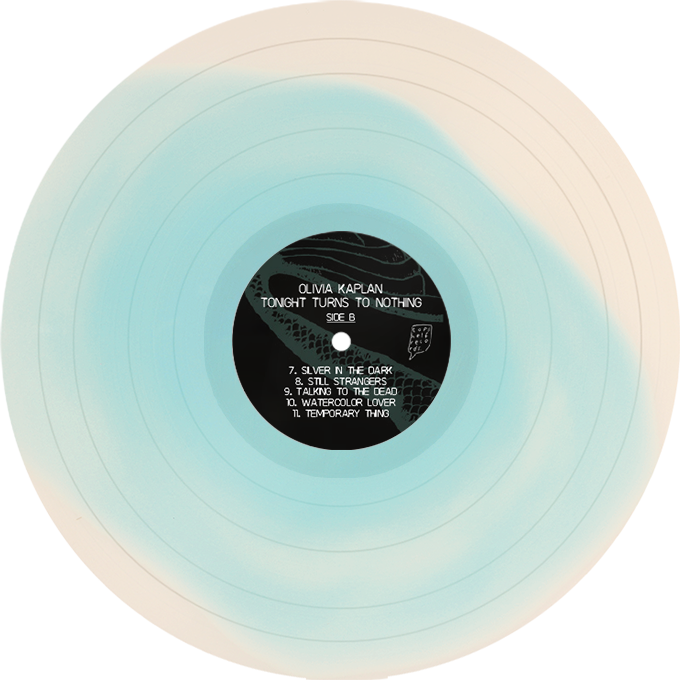 OLIVIA KAPLAN
TONIGHT TURNS TO NOTHING
SIDE B
7. SILVER IN THE DARK
8. STILL STRANGERS
9. TALKING TO THE DEAD
10. WATERCOLOR LOVER
11. TEMPORARY THING